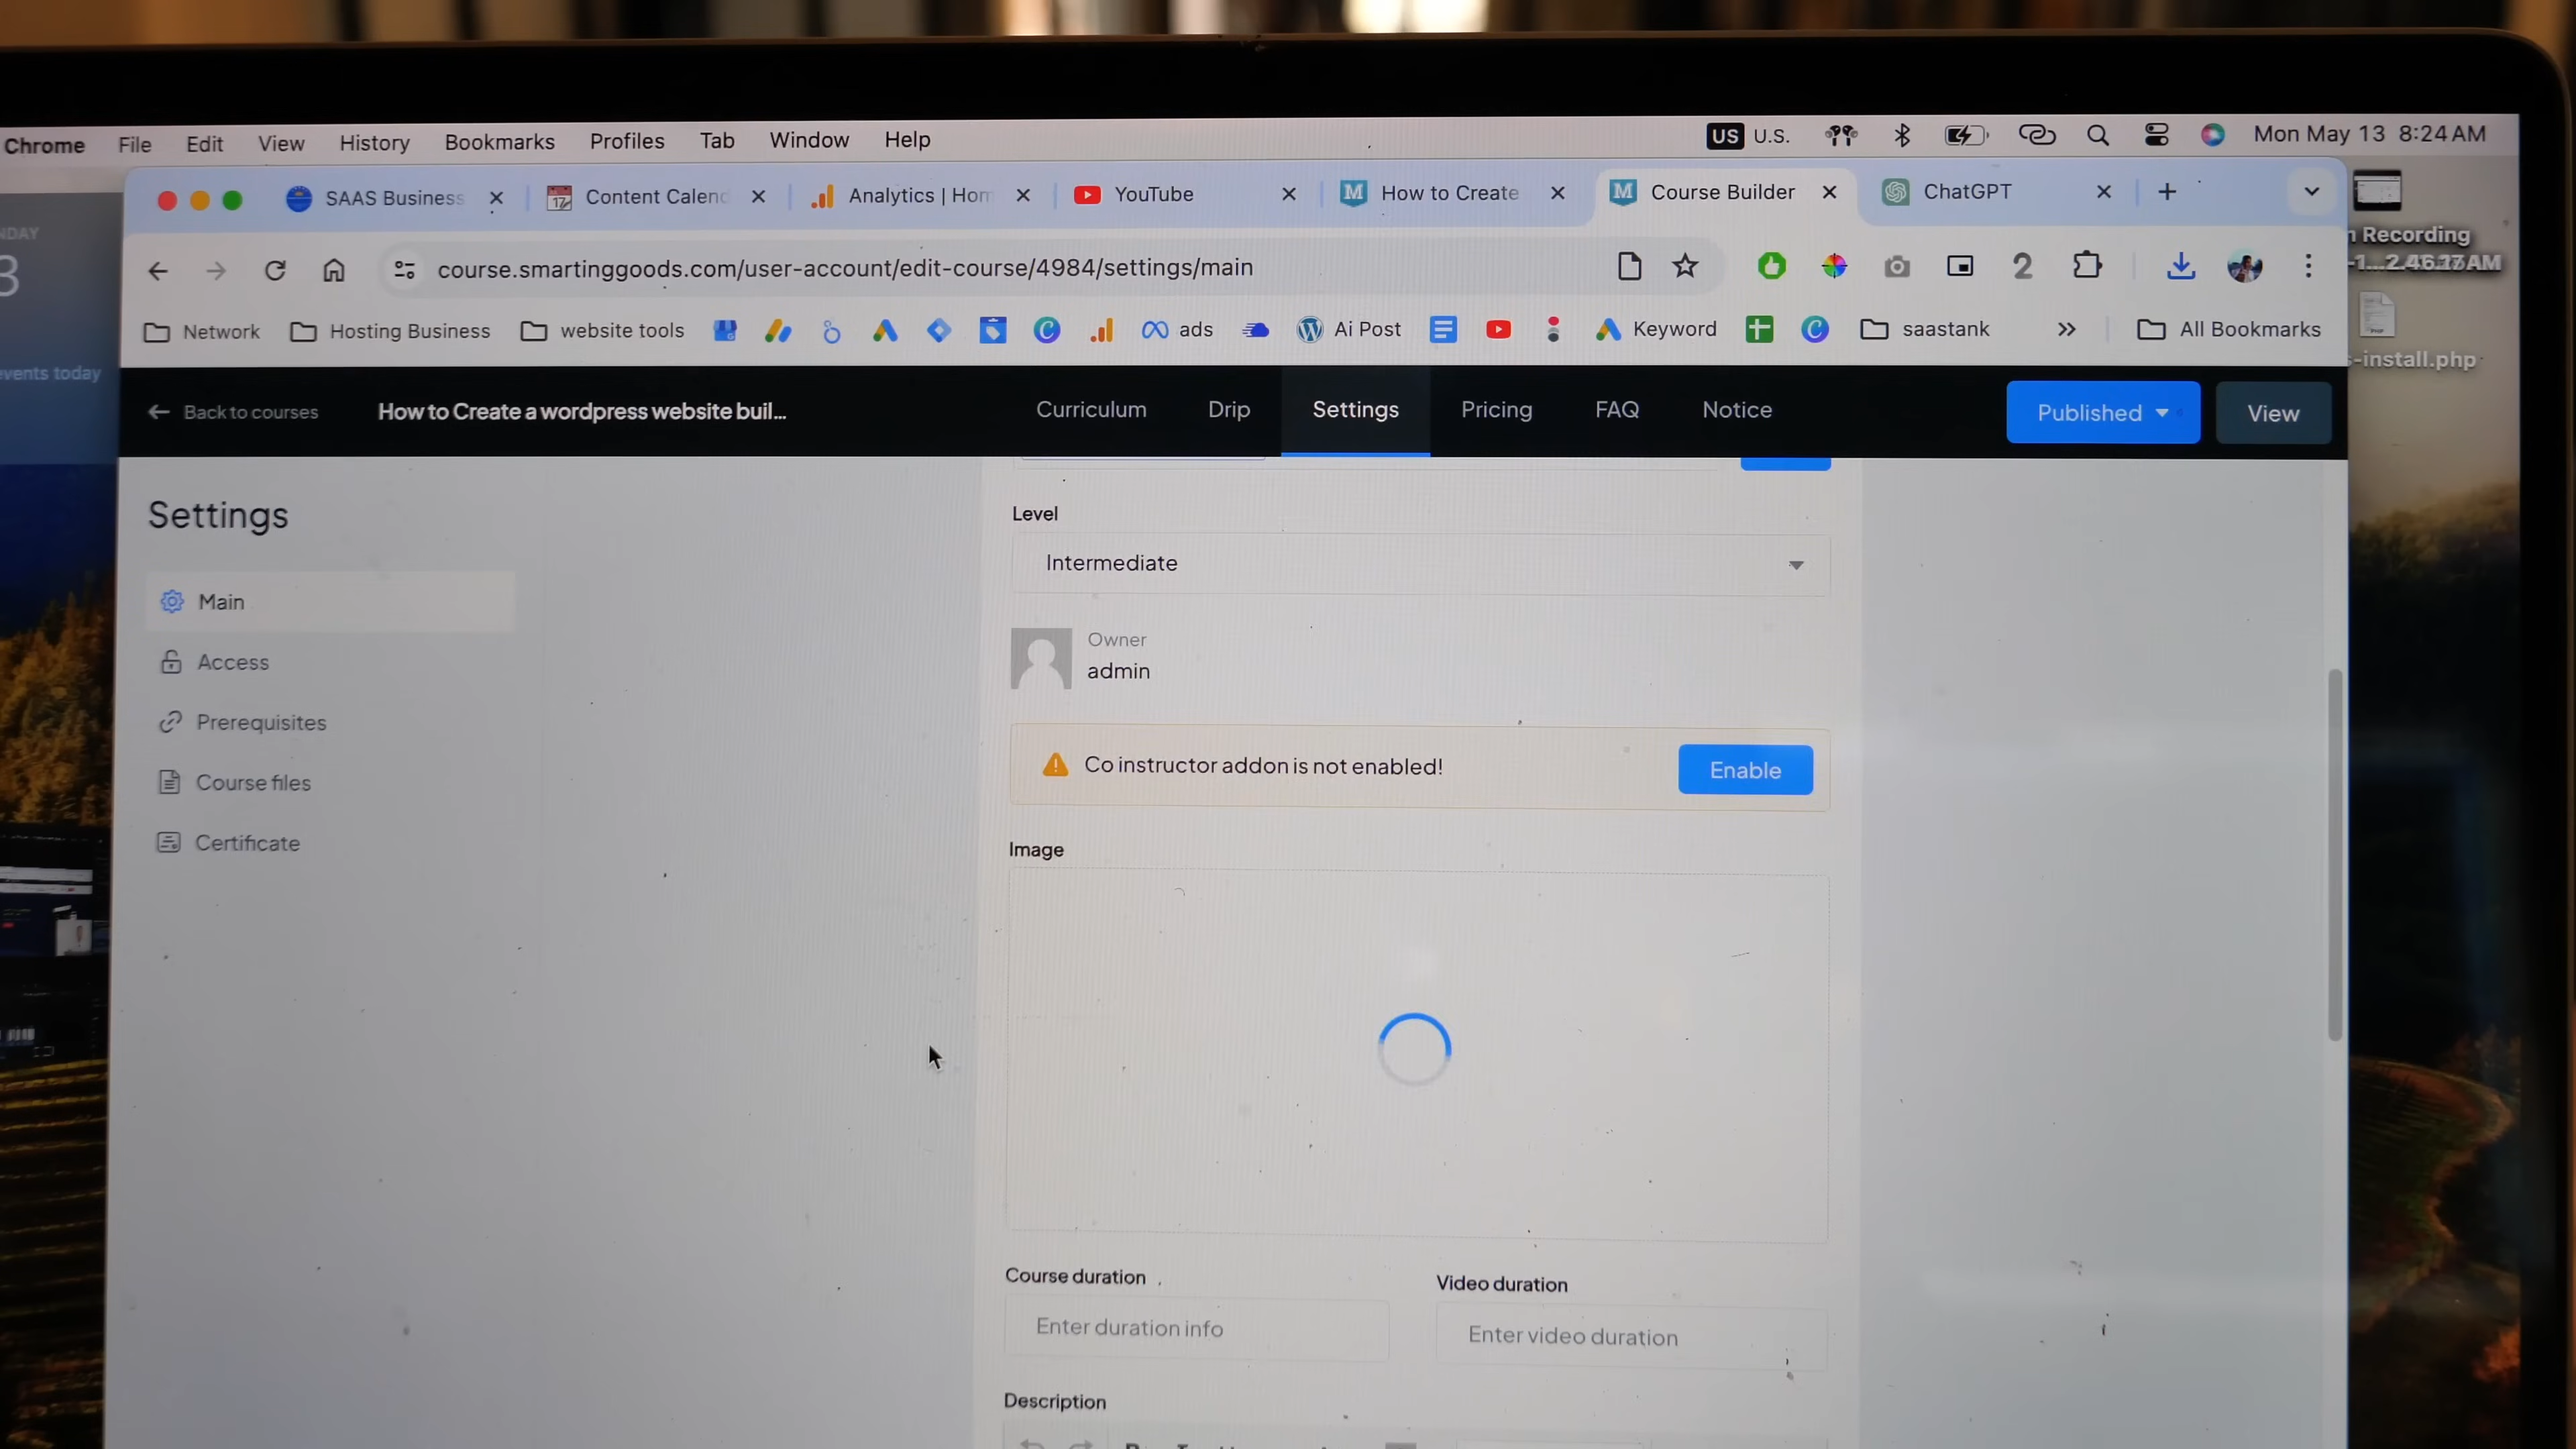 Chrome File Edit View History Bookmarks Profiles Tab Window Help US U.S. Mon May 13 8:24 AM
SAAS Business Content Calend Analytics | Hom YouTube How to Create Course Builder ChatGPT
course.smartinggoods.com/user-account/edit-course/4984/settings/main 2
Network Hosting Business website tools ads Ai Post Keyword saastank All Bookmarks
NDAY
3
events today
Recording
-install.php
Back to courses How to Create a wordpress website buil... Curriculum Drip Settings Pricing FAQ Notice Published View
Settings
Main
Access
Prerequisites
Course files
Certificate
Level
Intermediate
Owner
admin
Co instructor addon is not enabled! Enable
Image
Course duration Video duration
Enter duration info Enter video duration
Description